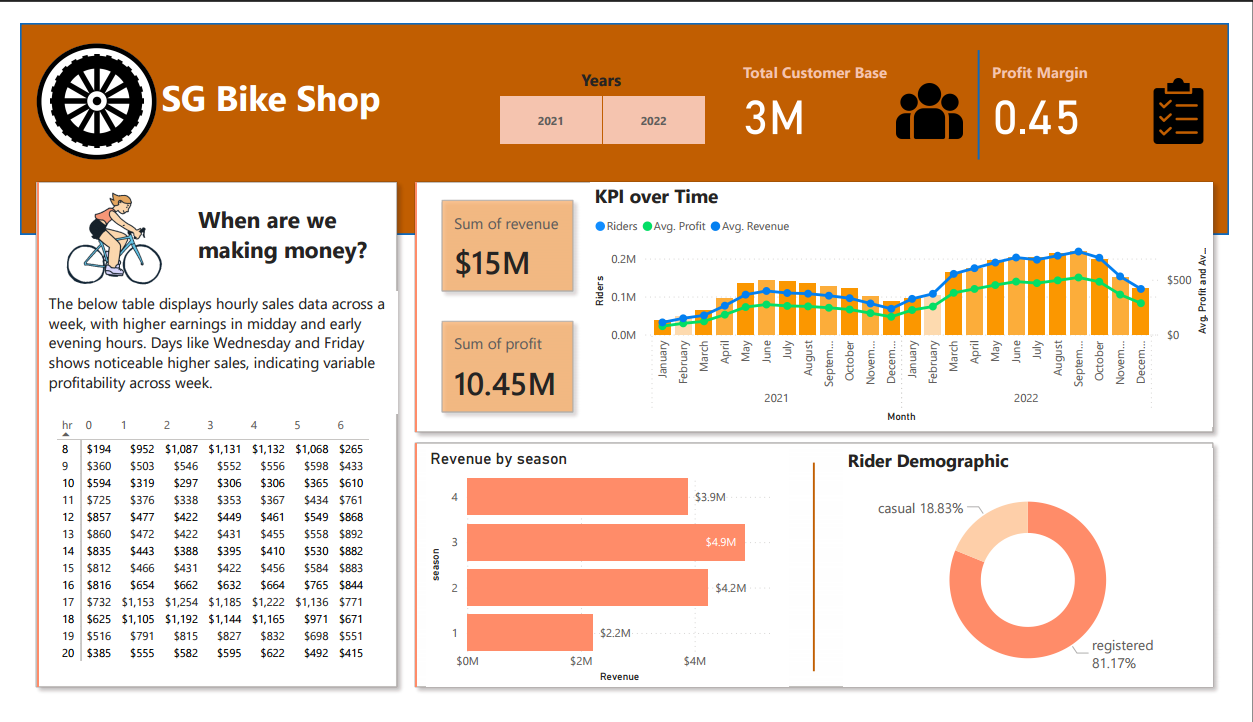 SG Bike Shop
Years
2021
2022
Total Customer Base
3M
Profit Margin
0.45
When are we
making money?
The below table displays hourly sales data across a
week, with higher earnings in midday and early
evening hours. Days like Wednesday and Friday
shows noticeable higher sales, indicating variable
profitability across week.
hr 0 1 2 3 4 5 6
8 $194 $952 $1,087 $1,131 $1,132 $1,068 $265
9 $360 $503 $546 $552 $556 $598 $433
10 $594 $319 $297 $306 $306 $365 $610
11 $725 $376 $338 $353 $367 $434 $761
12 $857 $477 $422 $449 $461 $549 $868
13 $860 $472 $422 $431 $455 $558 $892
14 $835 $443 $388 $395 $410 $530 $882
15 $812 $466 $431 $422 $456 $584 $883
16 $816 $654 $662 $632 $664 $765 $844
17 $732 $1,153 $1,254 $1,185 $1,222 $1,136 $771
18 $625 $1,105 $1,192 $1,144 $1,165 $971 $671
19 $516 $791 $815 $827 $832 $698 $551
20 $385 $555 $582 $595 $622 $492 $415
Sum of revenue
$15M
Sum of profit
10.45M
KPI over Time
Riders Avg. Profit Avg. Revenue
Riders
0.2M
0.1M
0.0M
$500
$0
Avg. Profit and Av...
January
February
March
April
May
June
July
August
Septem...
October
Novem...
Decem...
January
February
March
April
May
June
July
August
Septem...
October
Novem...
Decem...
2021
2022
Month
Revenue by season
season
4
$3.9M
3
$4.9M
2
$4.2M
1
$2.2M
$0M $2M $4M
Revenue
Rider Demographic
casual 18.83%
registered
81.17%